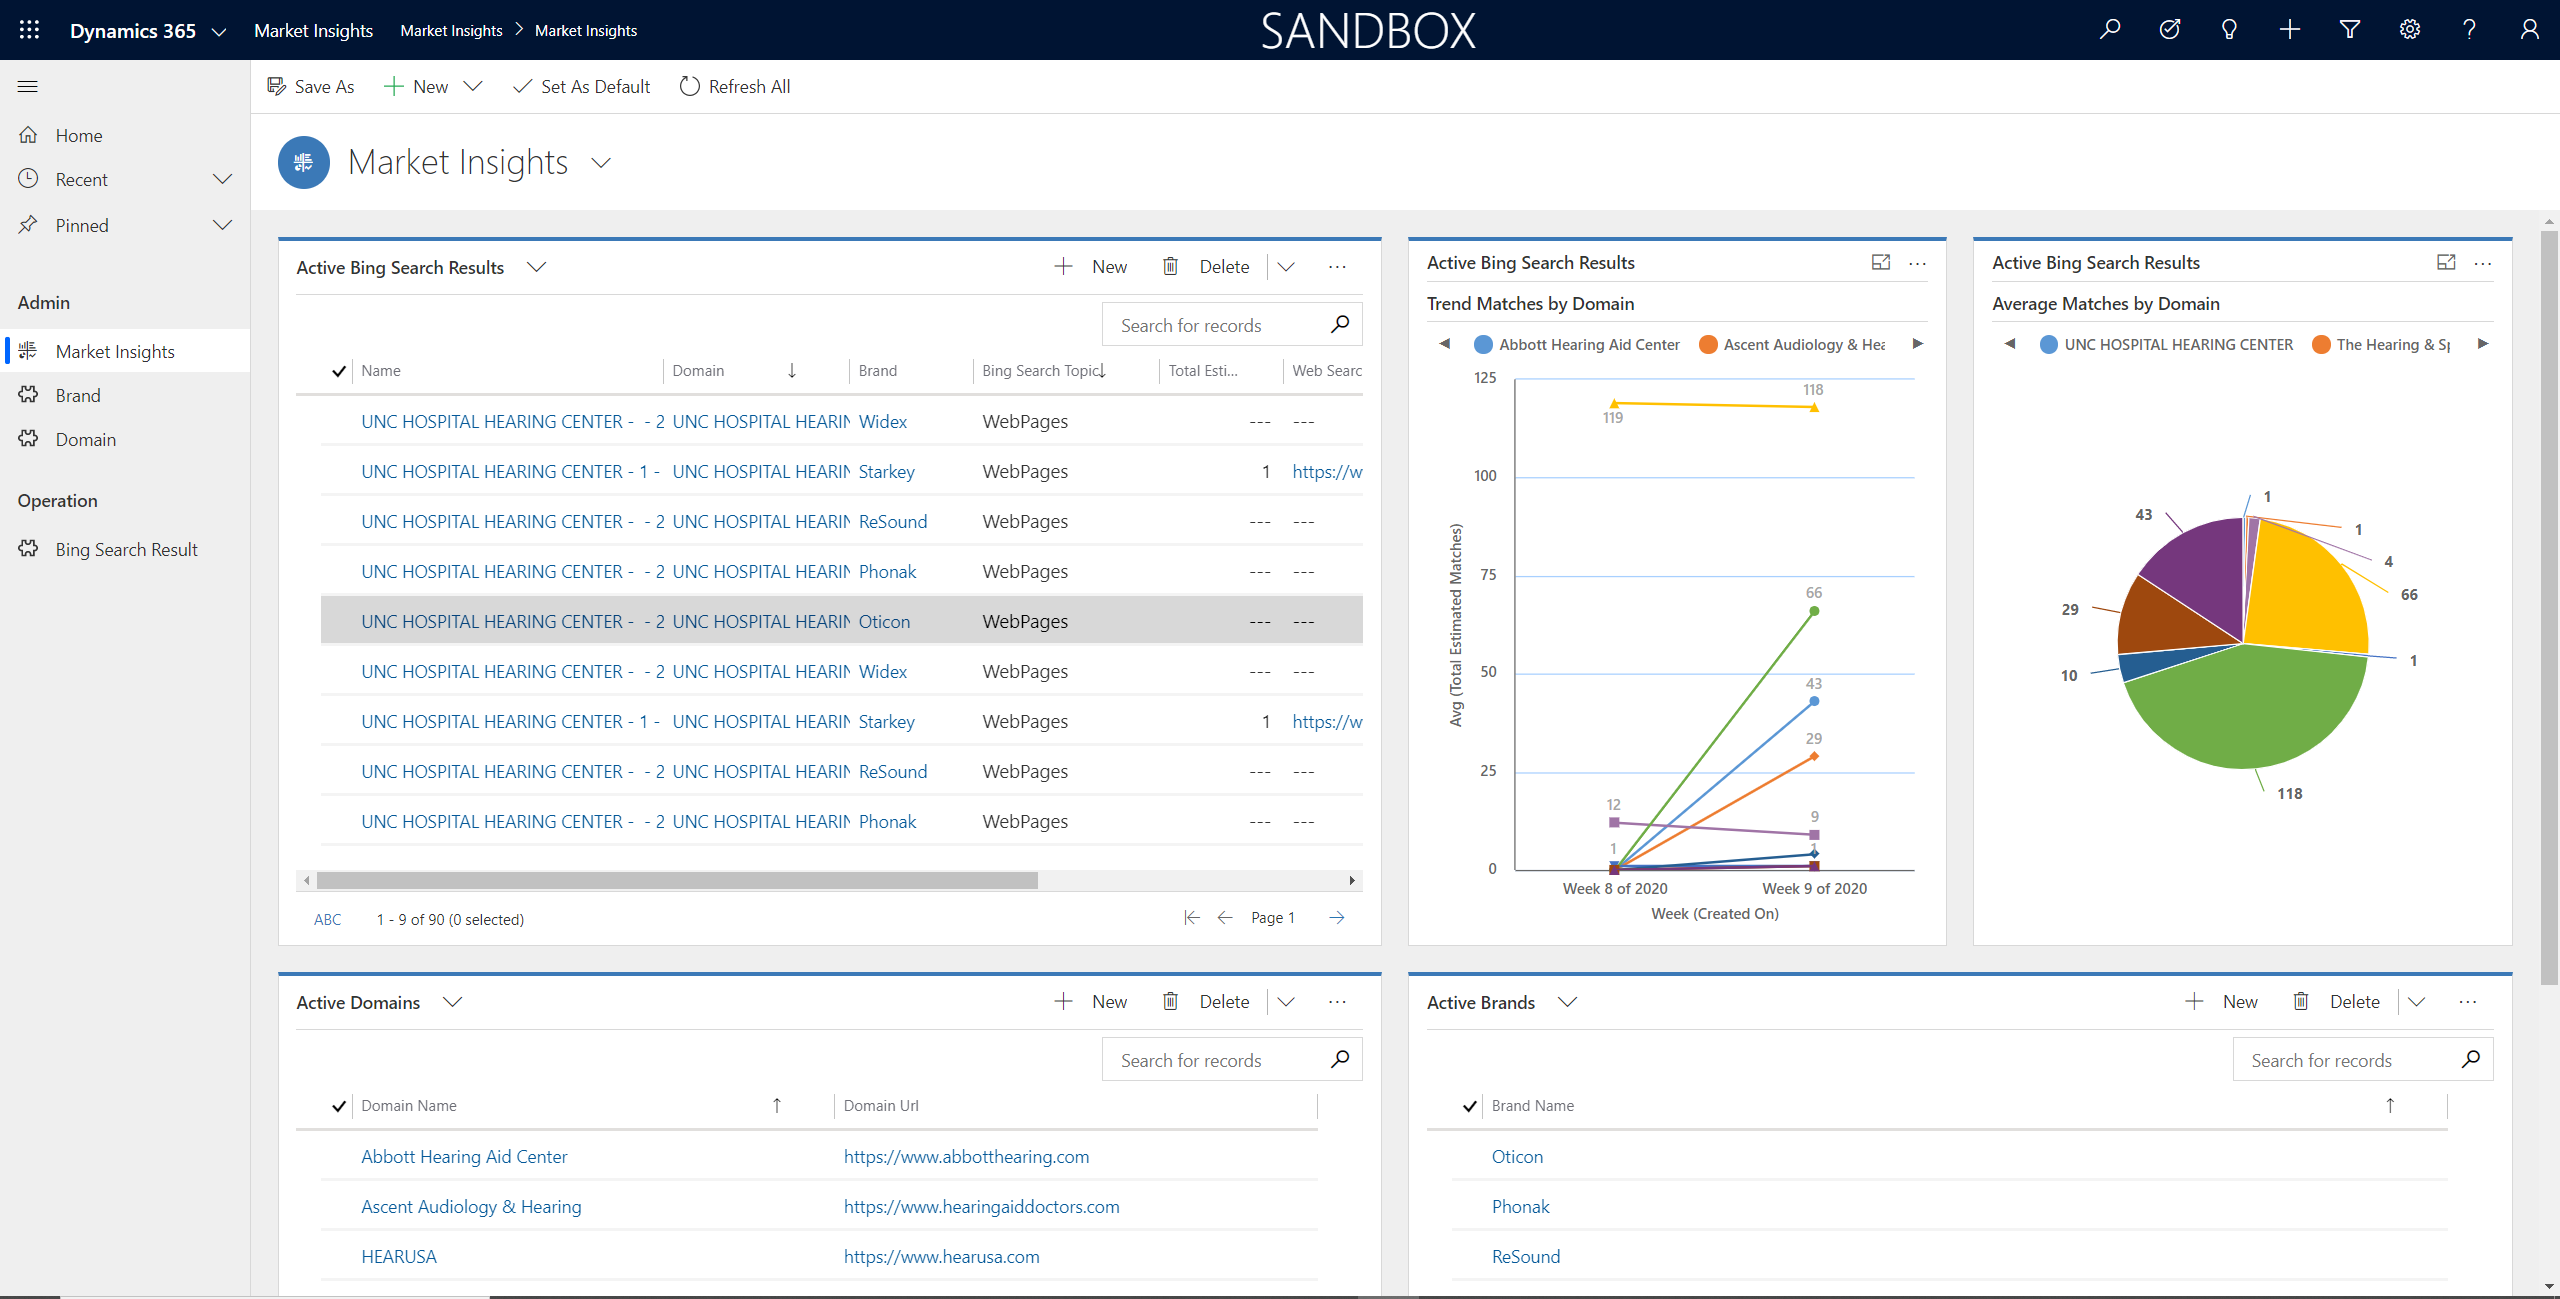 Dynamics 365 Market Insights Market Insights > Market Insights SANDBOX ?
Save As New Set As Default Refresh All
Home
Recent
Pinned
Admin
Market Insights
Brand
Domain
Operation
Bing Search Result
Market Insights
Active Bing Search Results New Delete ...
Search for records
Name Domain Brand Bing Search Topic Total Esti... Web Searc
UNC HOSPITAL HEARING CENTER - - 2 UNC HOSPITAL HEARIN Widex WebPages --- ---
UNC HOSPITAL HEARING CENTER - 1 - UNC HOSPITAL HEARIN Starkey WebPages 1 https://w
UNC HOSPITAL HEARING CENTER - - 2 UNC HOSPITAL HEARIN ReSound WebPages --- ---
UNC HOSPITAL HEARING CENTER - - 2 UNC HOSPITAL HEARIN Phonak WebPages --- ---
UNC HOSPITAL HEARING CENTER - - 2 UNC HOSPITAL HEARIN Oticon WebPages --- ---
UNC HOSPITAL HEARING CENTER - - 2 UNC HOSPITAL HEARIN Widex WebPages --- ---
UNC HOSPITAL HEARING CENTER - 1 - UNC HOSPITAL HEARIN Starkey WebPages 1 https://w
UNC HOSPITAL HEARING CENTER - - 2 UNC HOSPITAL HEARIN ReSound WebPages --- ---
UNC HOSPITAL HEARING CENTER - - 2 UNC HOSPITAL HEARIN Phonak WebPages --- ---
ABC 1 - 9 of 90 (0 selected) Page 1
Active Bing Search Results ...
Trend Matches by Domain
Abbott Hearing Aid Center Ascent Audiology & Hea
Avg (Total Estimated Matches)
125
100
75
50
25
0
119
118
66
43
29
12
9
1
1
Week 8 of 2020 Week 9 of 2020
Week (Created On)
Active Bing Search Results ...
Average Matches by Domain
UNC HOSPITAL HEARING CENTER The Hearing & Sp
1
43
1
4
66
29
1
10
118
Active Domains New Delete ...
Search for records
Domain Name Domain Url
Abbott Hearing Aid Center https://www.abbotthearing.com
Ascent Audiology & Hearing https://www.hearingaiddoctors.com
HEARUSA https://www.hearusa.com
Active Brands New Delete ...
Search for records
Brand Name
Oticon
Phonak
ReSound